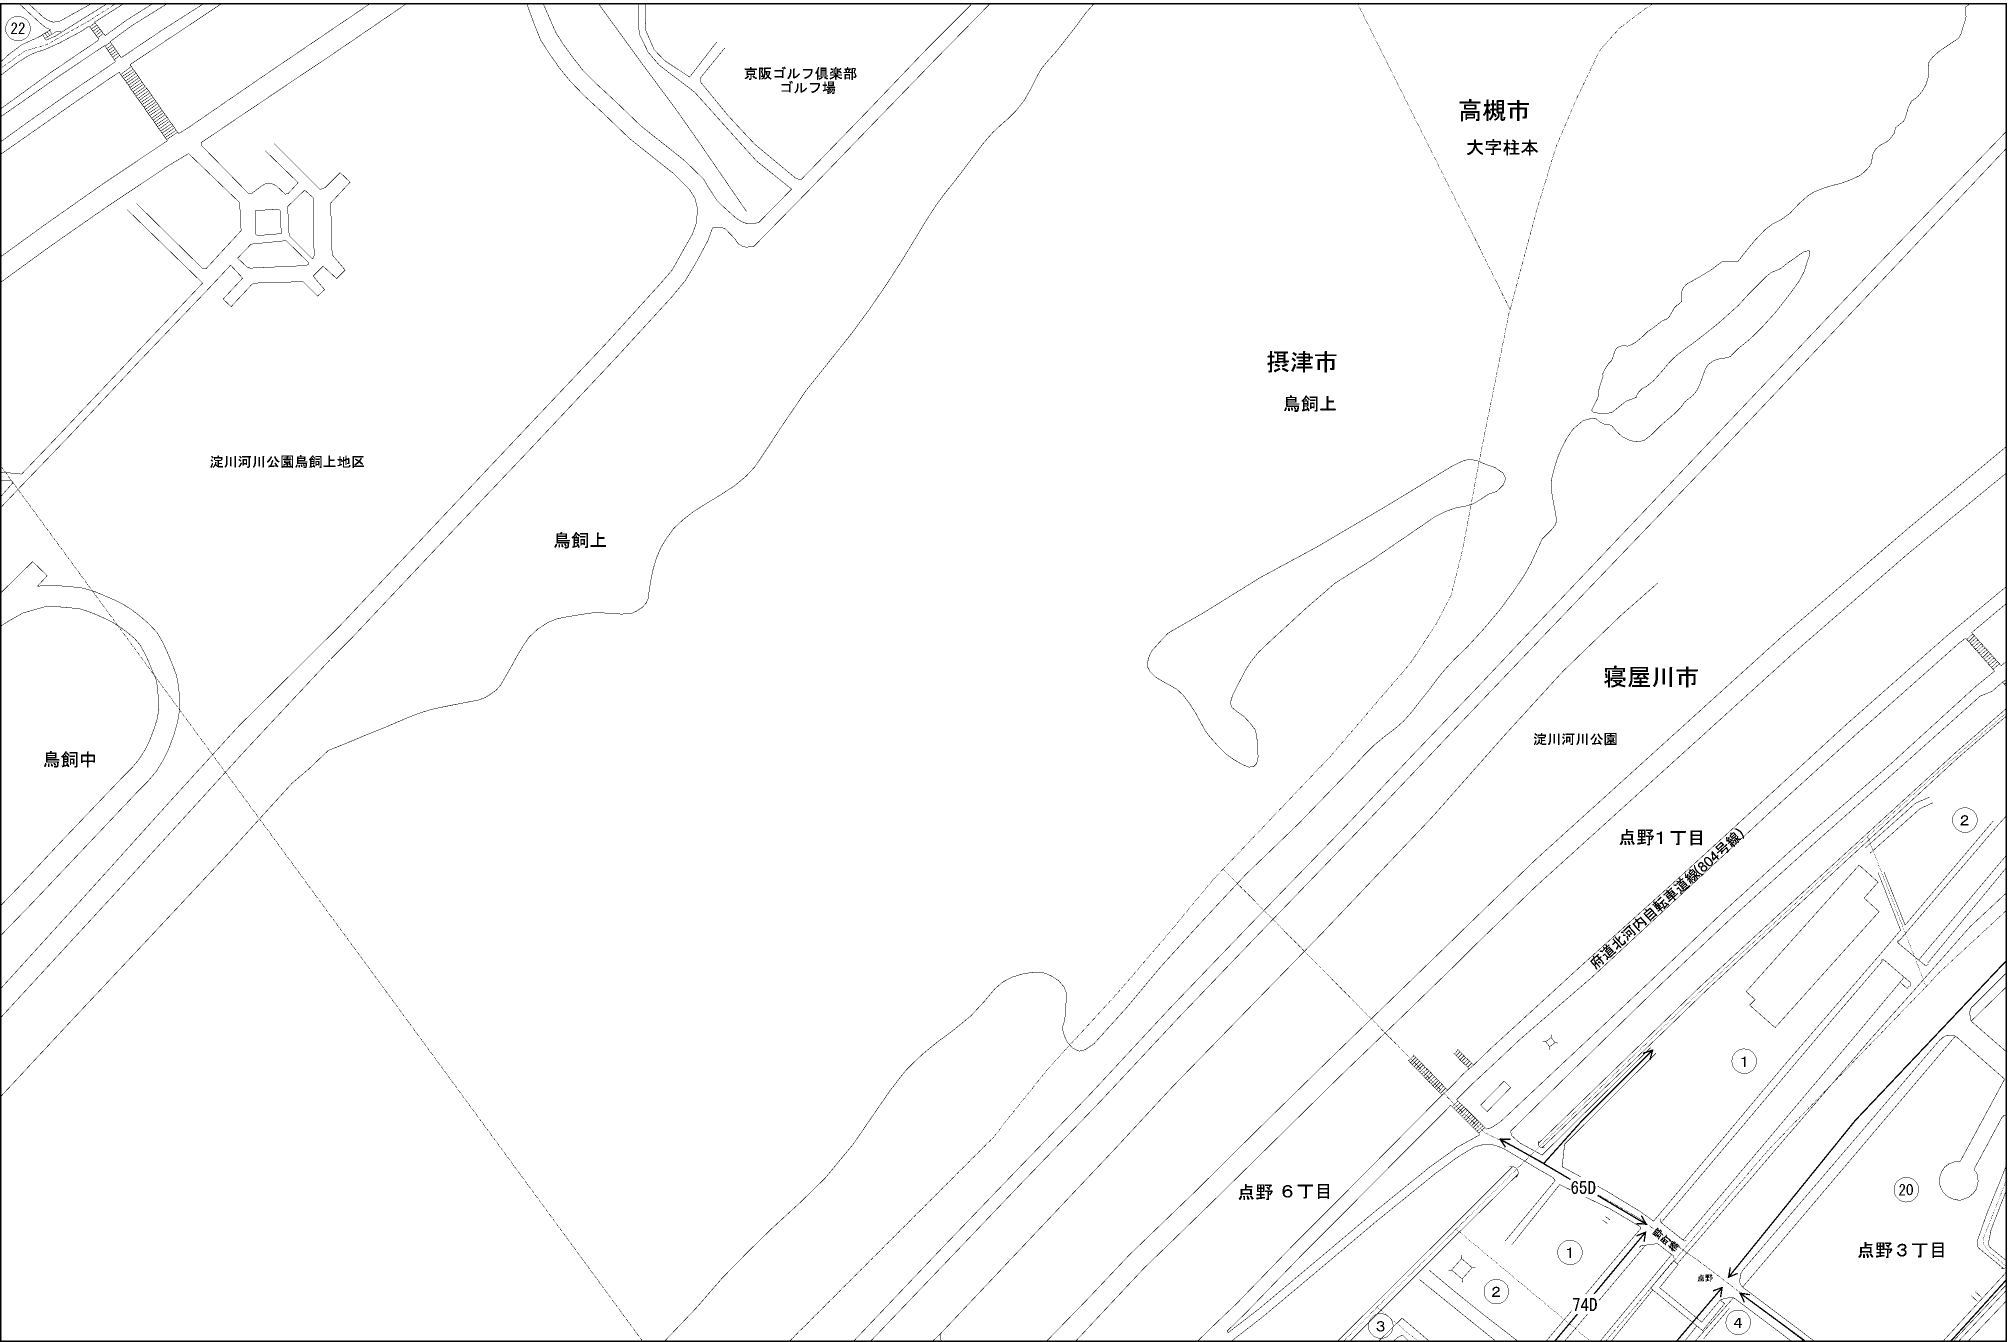 22
京阪ゴルフ倶楽部
ゴルフ場
高槻市
大字柱本
摂津市
鳥飼上
淀川河川公園鳥飼上地区
鳥飼上
寝屋川市
淀川河川公園
鳥飼中
点野1丁目
府道北河内自転車道線(804号線)
2
1
65D
点野 6丁目
20
点野3丁目
1
点野
2
74D
3
4